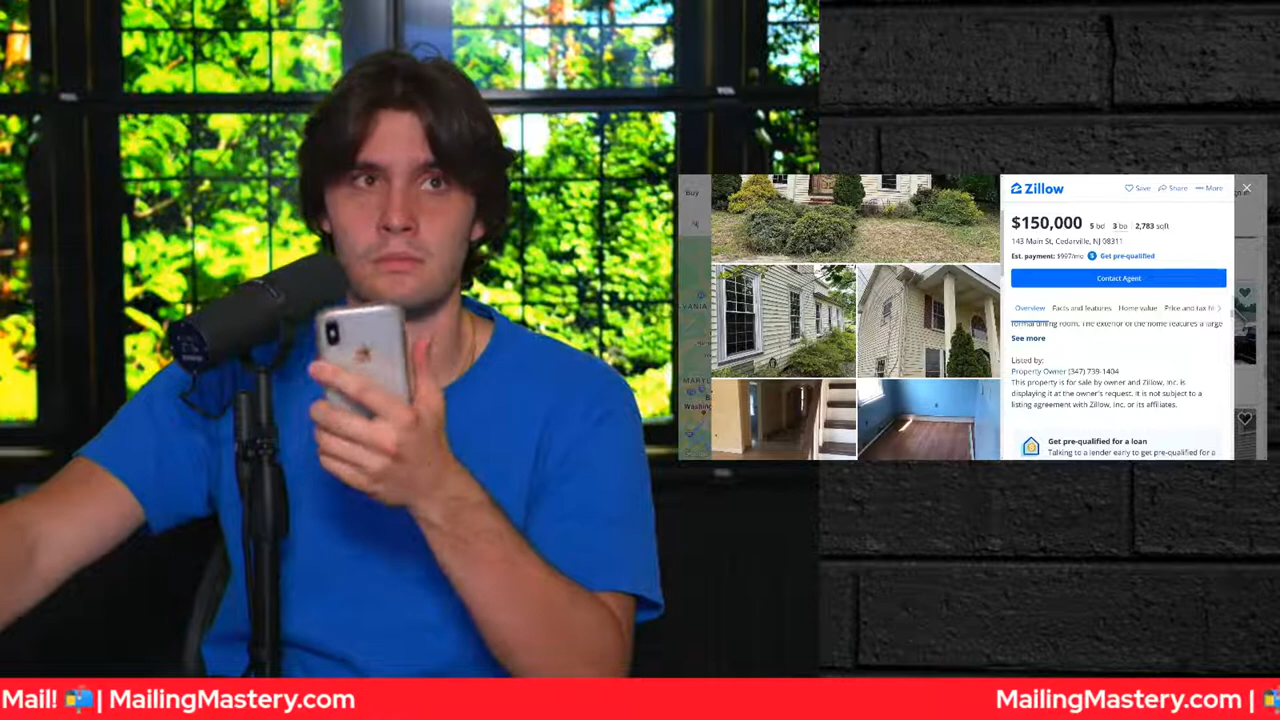 Buy
Zillow
Save
Share
More
$150,000 5 bd 3 ba 2,783 sqft
143 Main St, Cedarville, NJ 08311
Est. payment: $997/mo Get pre-qualified
Contact Agent
Overview Facts and features Home value Price and tax
formal dining room. The exterior of the home features a large
See more
Listed by:
Property Owner (347) 739-1404
This property is for sale by owner and Zillow, Inc. is
displaying it at the owner's request. It is not subject to a
listing agreement with Zillow, Inc. or its affiliates.
Get pre-qualified for a loan
Talking to a lender early to get pre-qualified for a
VANIA
MARYL
Washing
Mail! 📬| MailingMastery.com
MailingMastery.com |